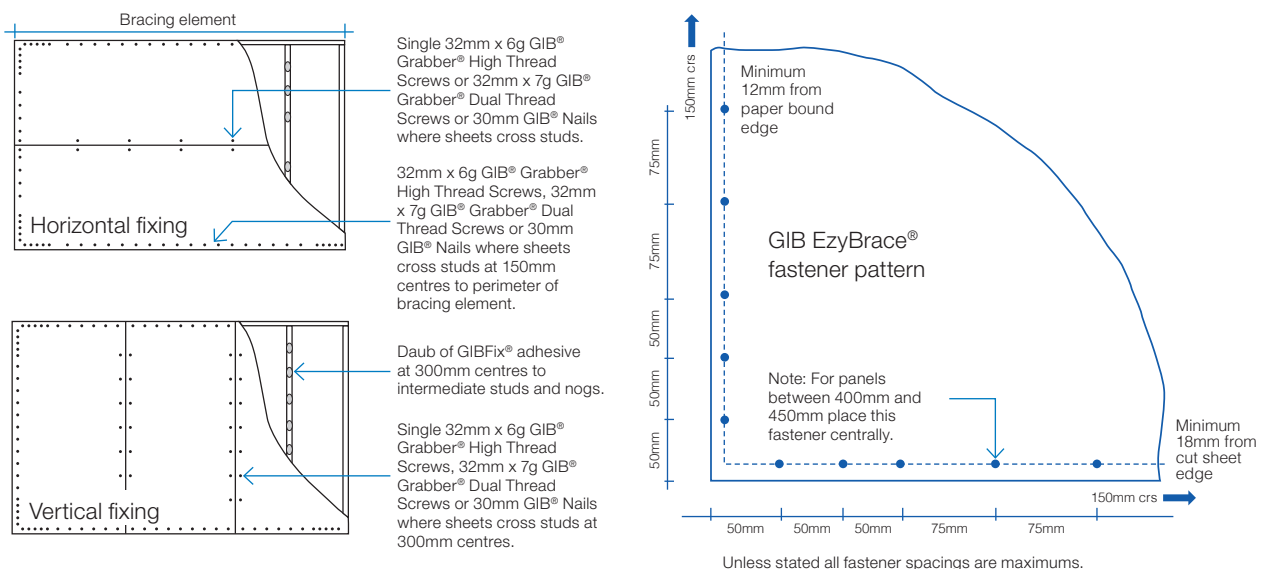 Bracing element
Single 32mm x 6g GIB®
Grabber® High Thread
Screws or 32mm x 7g GIB®
Grabber® Dual Thread
Screws or 30mm GIB® Nails
where sheets cross studs.
32mm x 6g GIB® Grabber®
High Thread Screws, 32mm
x 7g GIB® Grabber® Dual
Thread Screws or 30mm
GIB® Nails where sheets
cross studs at 150mm
centres to perimeter of
bracing element.
Horizontal fixing
Daub of GIBFix® adhesive
at 300mm centres to
intermediate studs and nogs.
Single 32mm x 6g GIB®
Grabber® High Thread
Screws, 32mm x 7g GIB®
Grabber® Dual Thread
Screws or 30mm GIB® Nails
where sheets cross studs at
300mm centres.
Vertical fixing
150mm crs
75mm
75mm
50mm
50mm
50mm
Minimum
12mm from
paper bound
edge
GIB EzyBrace®
fastener pattern
Note: For panels
between 400mm and
450mm place this
fastener centrally.
Minimum
18mm from
cut sheet
edge
150mm crs
50mm
50mm
50mm
75mm
75mm
Unless stated all fastener spacings are maximums.